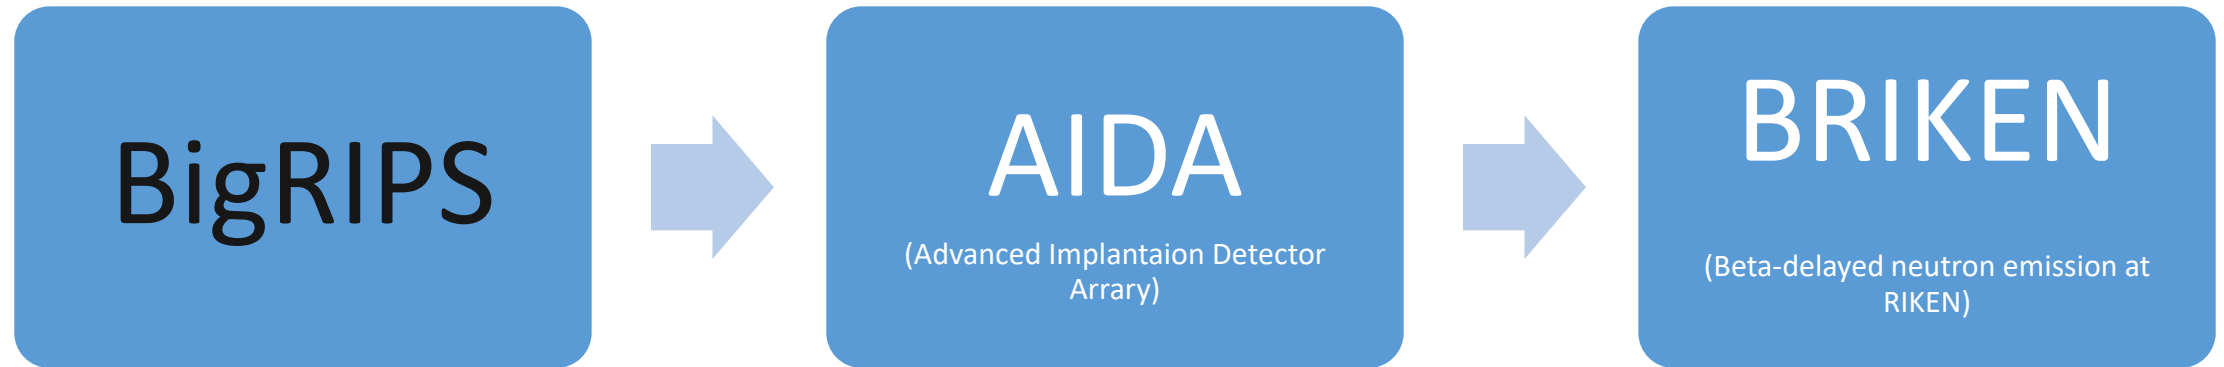 BigRIPS
AIDA
(Advanced Implantaion Detector
Arrary)
BRIKEN
(Beta-delayed neutron emission at
RIKEN)